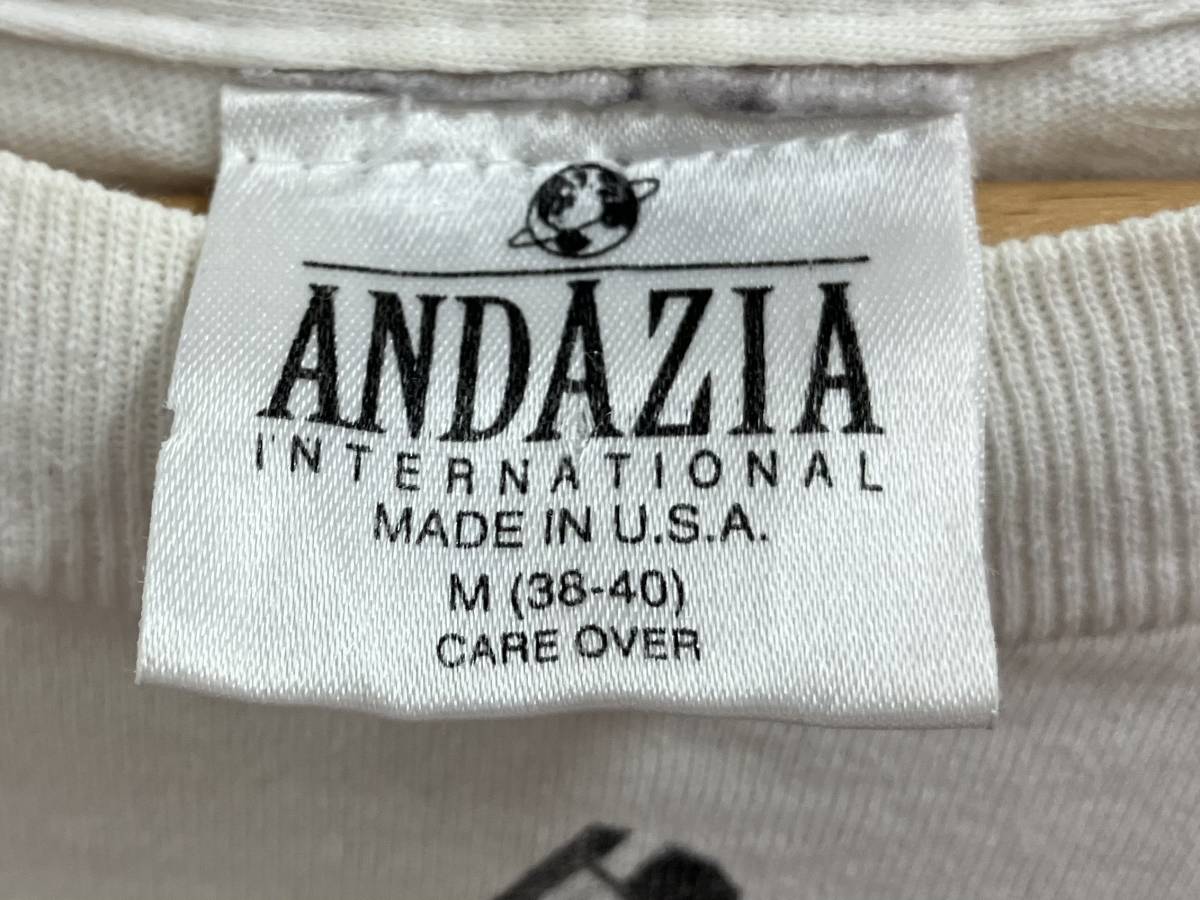 ANDAZIA
INTERNATIONAL
MADE IN U.S.A.
M (38-40)
CARE OVER